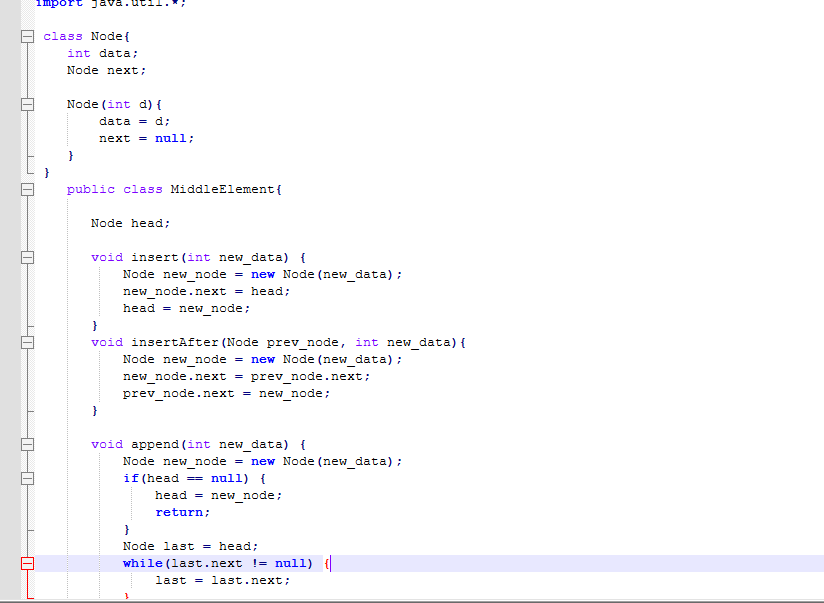 import java.util.*;
class Node{
int data;
Node next;
Node(int d){
data = d;
next = null;
}
}
public class MiddleElement{
Node head;
void insert(int new_data) {
Node new_node = new Node(new_data);
new_node.next = head;
head = new_node;
}
void insertAfter(Node prev_node, int new_data){
Node new_node = new Node(new_data);
new_node.next = prev_node.next;
prev_node.next = new_node;
}
void append(int new_data) {
Node new_node = new Node(new_data);
if(head == null) {
head = new_node;
return;
}
Node last = head;
while(last.next != null) {
last = last.next;
}